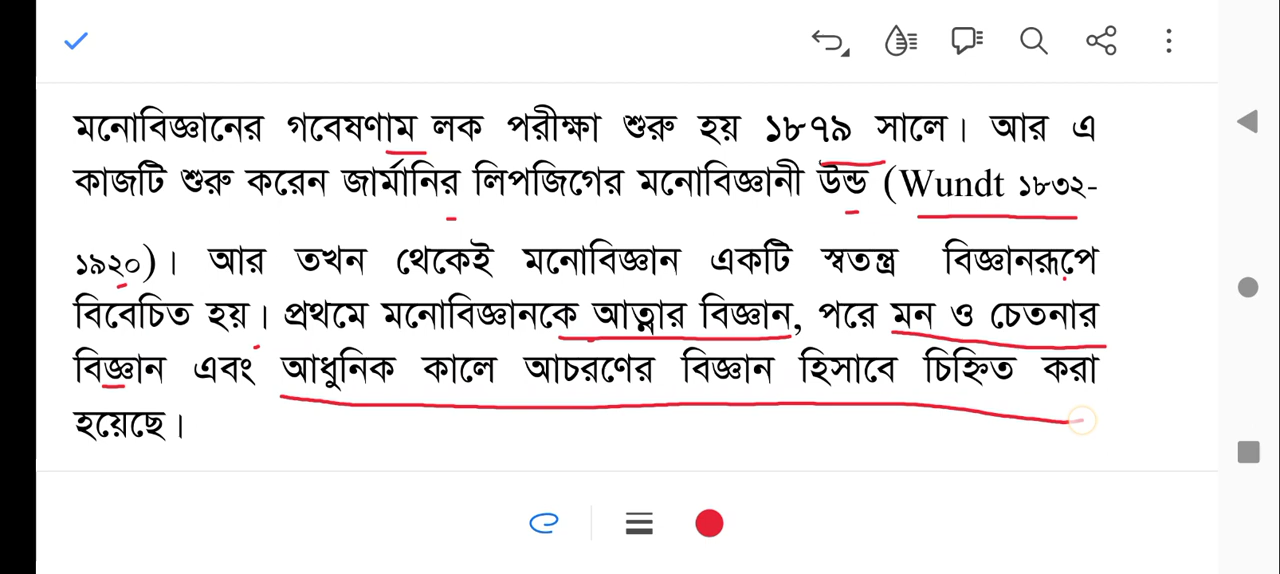 মনোবিজ্ঞানের গবেষণাম লক পরীক্ষা শুরু হয় ১৮৭৯ সালে। আর এ
কাজটি শুরু করেন জার্মানির লিপজিগের মনোবিজ্ঞানী উন্ড (Wundt ১৮৩২-
১৯২০)। আর তখন থেকেই মনোবিজ্ঞান একটি স্বতন্ত্র বিজ্ঞানরূপে
বিবেচিত হয়। প্রথমে মনোবিজ্ঞানকে আত্নার বিজ্ঞান, পরে মন ও চেতনার
বিজ্ঞান এবং আধুনিক কালে আচরণের বিজ্ঞান হিসাবে চিহ্নিত করা
হয়েছে।